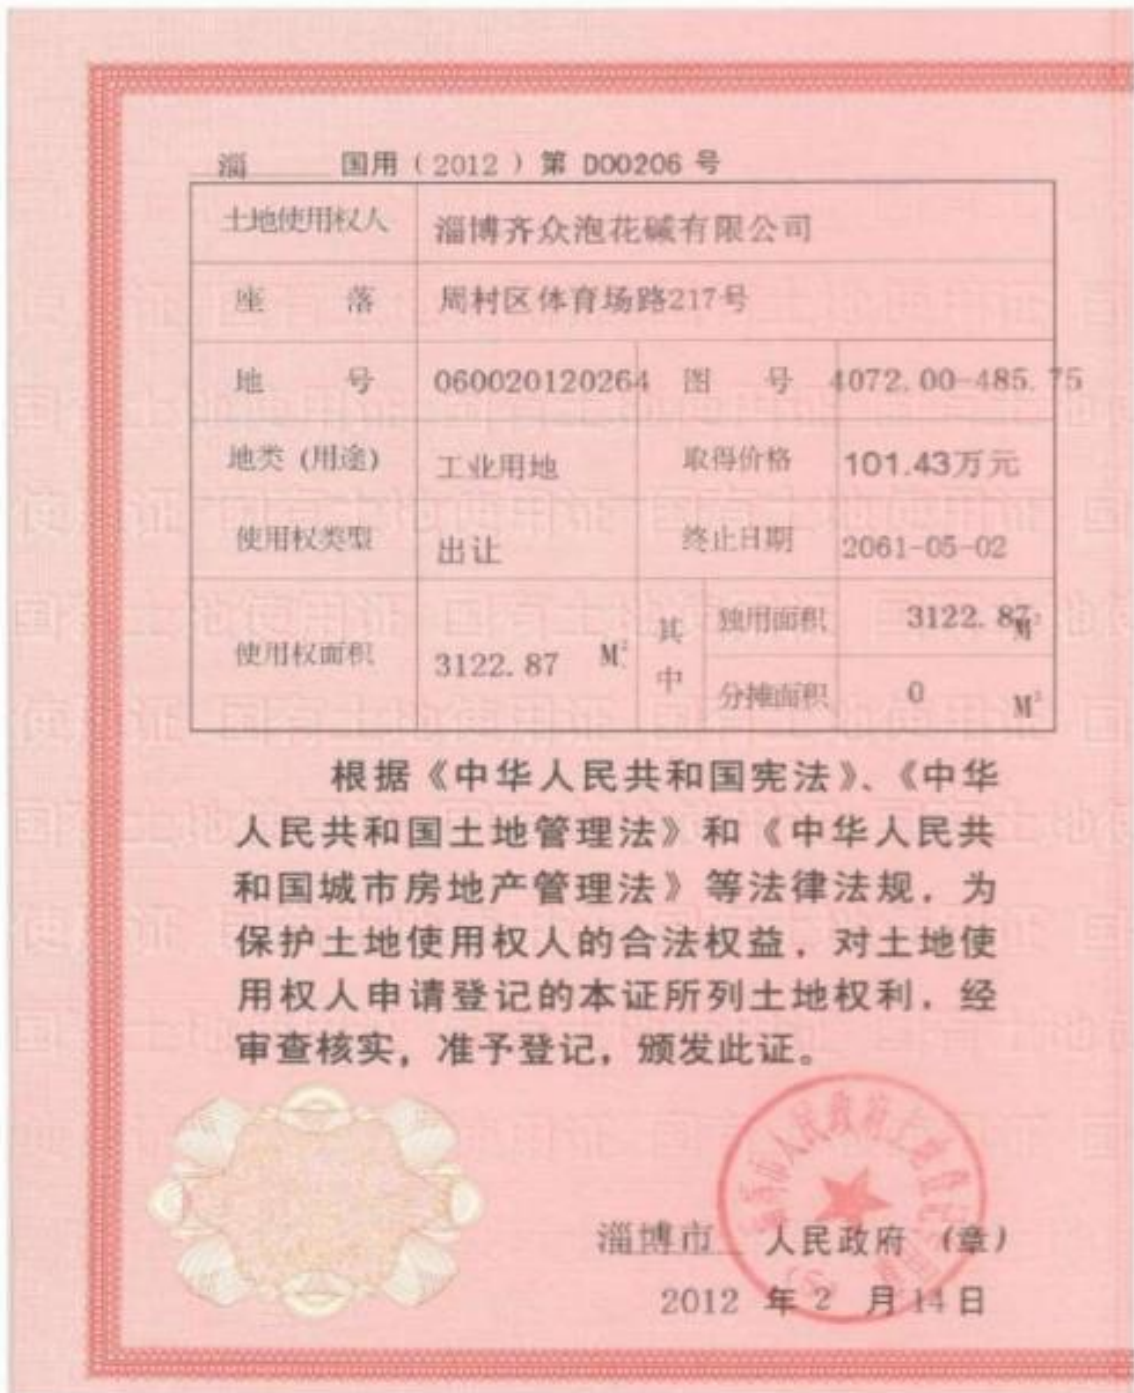 淄 国用（2012）第 D00206 号
土地使用权人 淄博齐众泡花碱有限公司
座 落 周村区体育场路217号
地 号 060020120264 图 号 4072.00-485.75
地类(用途) 工业用地 取得价格 101.43万元
使用权类型 出让 终止日期 2061-05-02
使用权面积 3122.87 M² 其中 独用面积 3122.87 M²
分摊面积 0 M²
根据《中华人民共和国宪法》、《中华
人民共和国土地管理法》和《中华人民共
和国城市房地产管理法》等法律法规，为
保护土地使用权人的合法权益，对土地使
用权人申请登记的本证所列土地权利，经
审查核实，准予登记，颁发此证。
淄博市 人民政府 (章)
2012 年 2 月 14 日